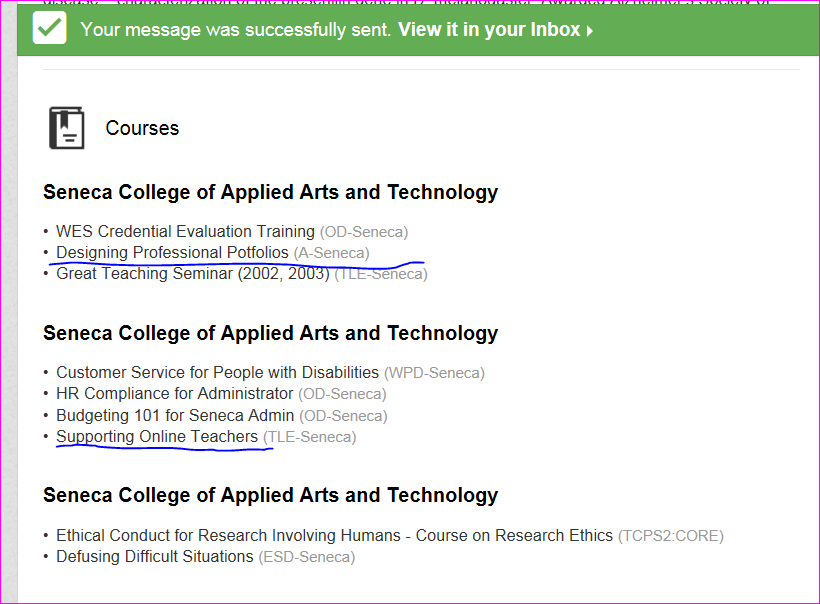 Your message was successfully sent. View it in your Inbox
Courses
Seneca College of Applied Arts and Technology
• WES Credential Evaluation Training (OD-Seneca)
• Designing Professional Potfolios (A-Seneca)
• Great Teaching Seminar (2002, 2003) (TLE-Seneca)
Seneca College of Applied Arts and Technology
• Customer Service for People with Disabilities (WPD-Seneca)
• HR Compliance for Administrator (OD-Seneca)
• Budgeting 101 for Seneca Admin (OD-Seneca)
• Supporting Online Teachers (TLE-Seneca)
Seneca College of Applied Arts and Technology
• Ethical Conduct for Research Involving Humans - Course on Research Ethics (TCPS2:CORE)
• Defusing Difficult Situations (ESD-Seneca)